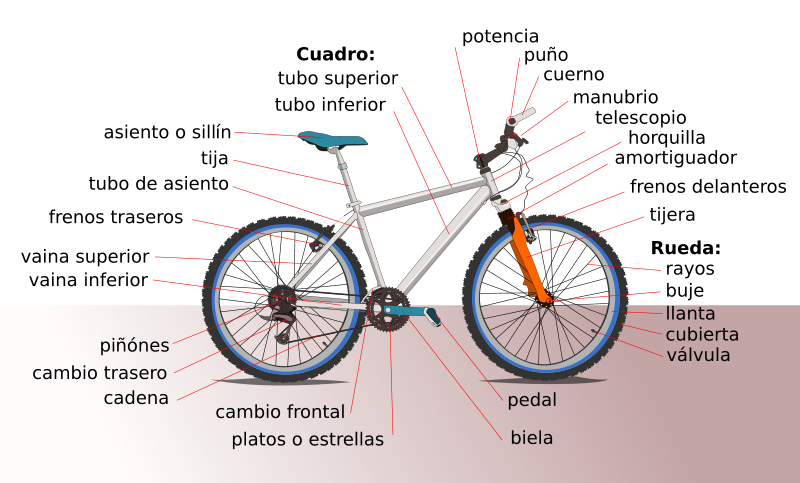 potencia
puño
cuerno
manubrio
telescopio
horquilla
amortiguador
frenos delanteros
tijera
Cuadro:
tubo superior
tubo inferior
asiento o sillín
tija
tubo de asiento
frenos traseros
vaina superior
vaina inferior
Rueda:
rayos
buje
llanta
cubierta
válvula
piñónes
cambio trasero
cadena
cambio frontal
platos o estrellas
pedal
biela